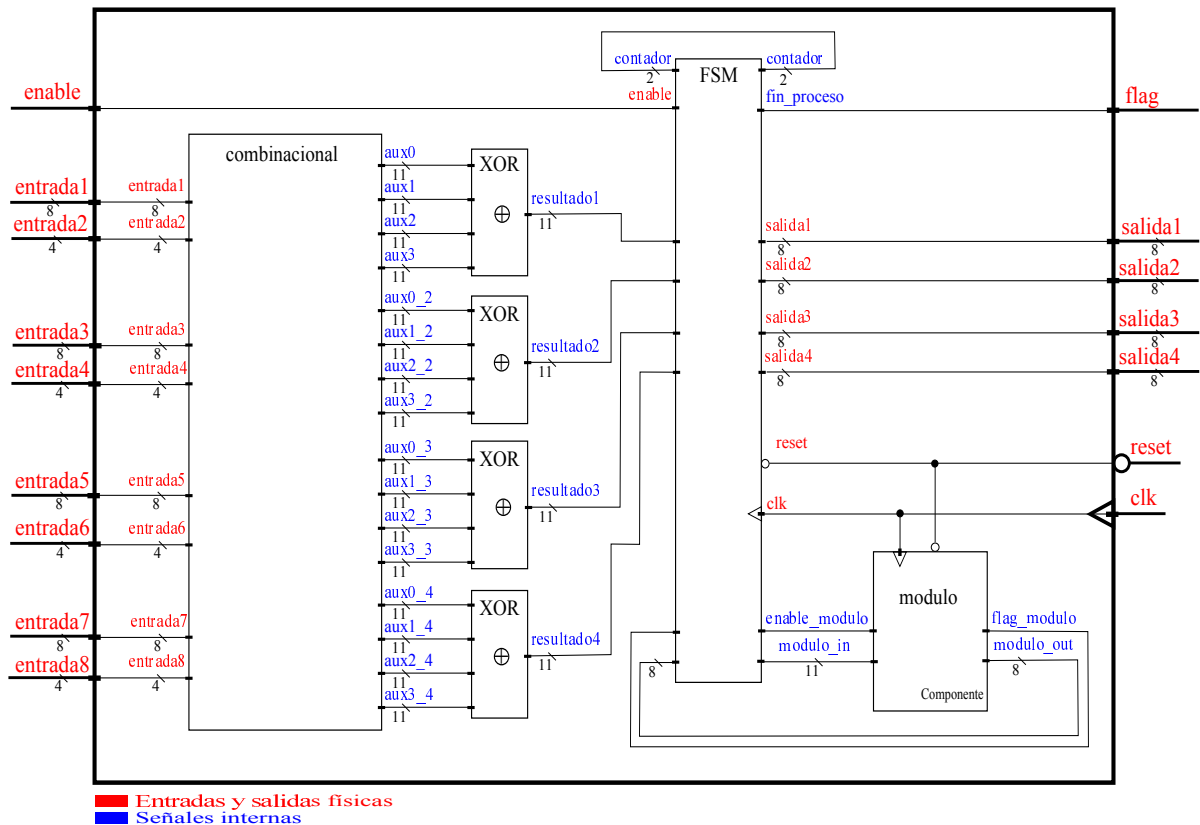 contador
2
FSM
contador
2
enable
enable
fin_proceso
flag
combinacional
entrada1
8
entrada1
8
entrada2
4
entrada2
4
entrada3
8
entrada3
8
entrada4
4
entrada4
4
entrada5
8
entrada5
8
entrada6
4
entrada6
4
entrada7
8
entrada7
8
entrada8
4
entrada8
4
aux0
11
aux1
11
aux2
11
aux3
11
XOR
resultado1
11
aux0_2
11
aux1_2
11
aux2_2
11
aux3_2
11
XOR
resultado2
11
aux0_3
11
aux1_3
11
aux2_3
11
aux3_3
11
XOR
resultado3
11
aux0_4
11
aux1_4
11
aux2_4
11
aux3_4
11
XOR
resultado4
11
salida1
8
salida1
8
salida2
8
salida2
8
salida3
8
salida3
8
salida4
8
salida4
8
reset
reset
clk
clk
modulo
Componente
enable_modulo
modulo_in
11
flag_modulo
modulo_out
8
8
Entradas y salidas físicas
Señales internas